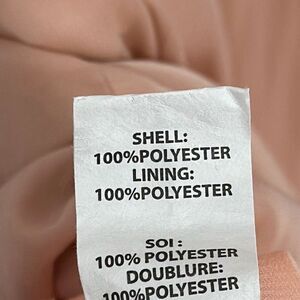 SHELL:
100%POLYESTER
LINING:
100%POLYESTER
SOI :
100% POLYESTER
DOUBLURE:
100%POLYESTER